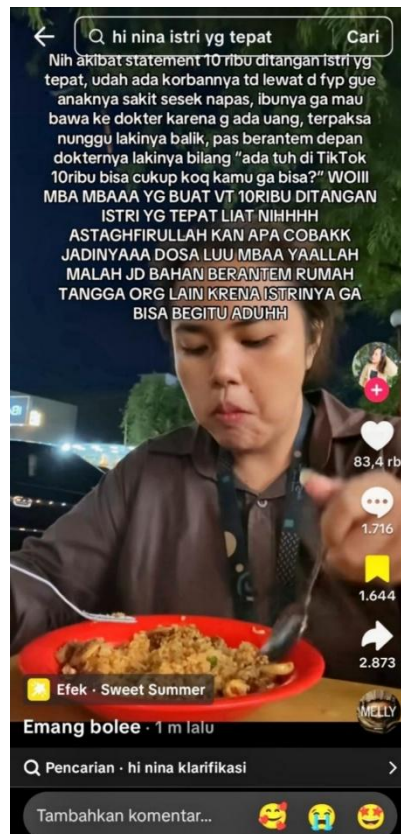 hi nina istri yg tepat
Cari
Nih akibat statement 10 ribu ditangan istri yg
tepat, udah ada korbannya td lewat d fyp gue
anaknya sakit sesek napas, ibunya ga mau
bawa ke dokter karena g ada uang, terpaksa
nunggu lakinya balik, pas berantem depan
dokternya lakinya bilang "ada tuh di TikTok
10ribu bisa cukup koq kamu ga bisa?" WOIII
MBA MBAAA YG BUAT VT 10RIBU DITANGAN
ISTRI YG TEPAT LIAT NIHHHH
ASTAGHFIRULLAH KAN APA COBAKK
JADINYAAA DOSA LUU MBAA YAALLAH
MALAH JD BAHAN BERANTEM RUMAH
TANGGA ORG LAIN KRENA ISTRINYA GA
BISA BEGITU ADUHH
83,4 rb
1.716
1.644
2.873
Efek · Sweet Summer
MELLY
Emang bolee · 1 m lalu
Pencarian · hi nina klarifikasi
Tambahkan komentar...